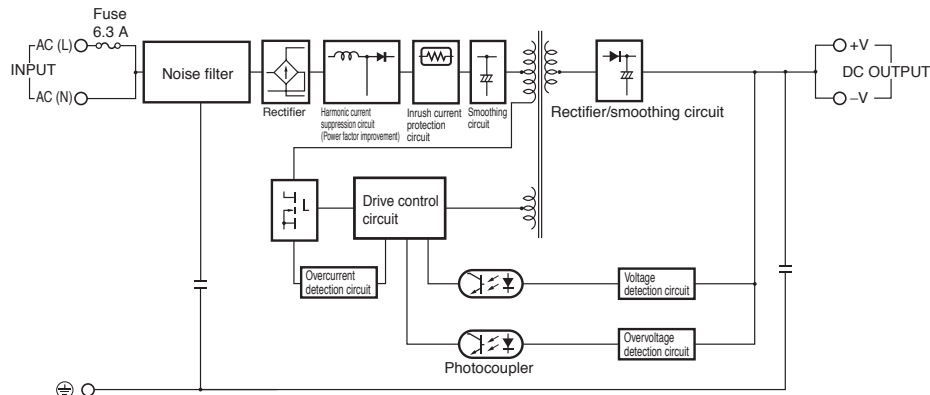 Fuse
6.3 A
AC (L)
INPUT
AC (N)
Noise filter
Rectifier
Harmonic current
suppression circuit
(Power factor improvement)
Inrush current
protection
circuit
Smoothing
circuit
Rectifier/smoothing circuit
+V
DC OUTPUT
–V
Drive control
circuit
Overcurrent
detection circuit
Voltage
detection circuit
Overvoltage
detection circuit
Photocoupler